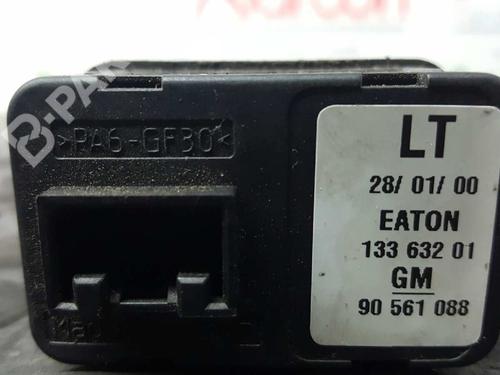 B-PARTS
>PA6-GF30<
LT
28/ 01/ 00
EATON
133 632 01
GM
90 561 088